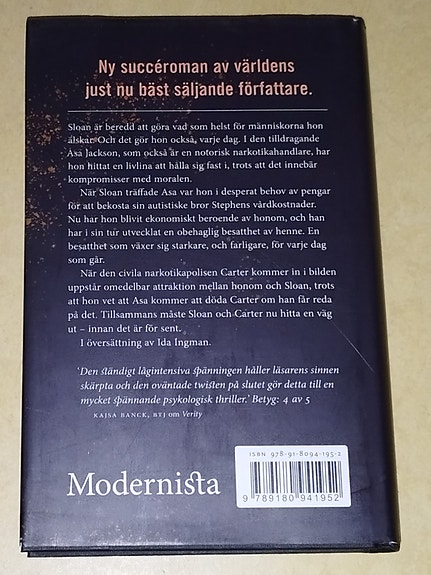 Ny succéroman av världens
just nu bäst säljande författare.
Sloan är beredd att göra vad som helst för människorna hon
älskar. Och det gör hon också, varje dag. I den tilldragande
Asa Jackson, som också är en notorisk narkotikahandlare, har
hon hittat en livlina att hålla sig fast i, trots att det innebär
kompromisser med moralen.
När Sloan träffade Asa var hon i desperat behov av pengar
för att bekosta sin autistiske bror Stephens vårdkostnader.
Nu har hon blivit ekonomiskt beroende av honom, och han
har i sin tur utvecklat en obehaglig besatthet av henne. En
besatthet som växer sig starkare, och farligare, för varje dag
som går.
När den civila narkotikapolisen Carter kommer in i bilden
uppstår omedelbar attraktion mellan honom och Sloan, trots
att hon vet att Asa kommer att döda Carter om han får reda
på det. Tillsammans måste Sloan och Carter nu hitta en väg
ut – innan det är för sent.
I översättning av Ida Ingman.
'Den ständigt lågintensiva spänningen håller läsarens sinnen
skärpta och den oväntade twisten på slutet gör detta till en
mycket spännande psykologisk thriller.' Betyg: 4 av 5
KAJSA BANCK, BTJ om Verity
ISBN 978-91-8094-195-2
Modernista
9 789180 941952